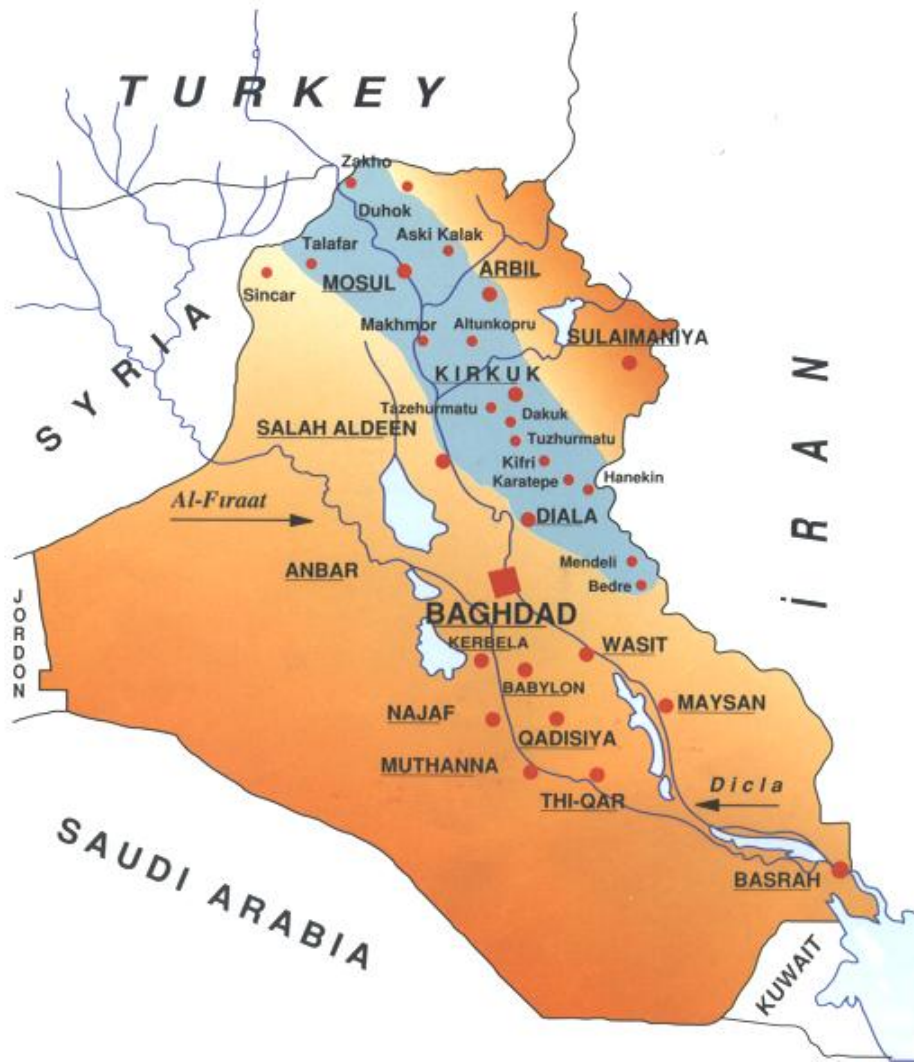 TURKEY
Zakho
Duhok
Aski Kalak
Talafar
ARBIL
MOSUL
Sincar
Makhmor
Altunkopru
SULAIMANIYA
SYRIA
İRAN
KIRKUK
Tazehurmatu
Dakuk
SALAH ALDEEN
Tuzhurmatu
Kifri
Karatepe
Hanekin
Al-Fıraat
DIALA
Mendeli
ANBAR
Bedre
BAGHDAD
JORDON
KERBELA
WASIT
BABYLON
MAYSAN
NAJAF
QADISIYA
MUTHANNA
Dicla
THI-QAR
SAUDI ARABIA
BASRAH
KUWAIT